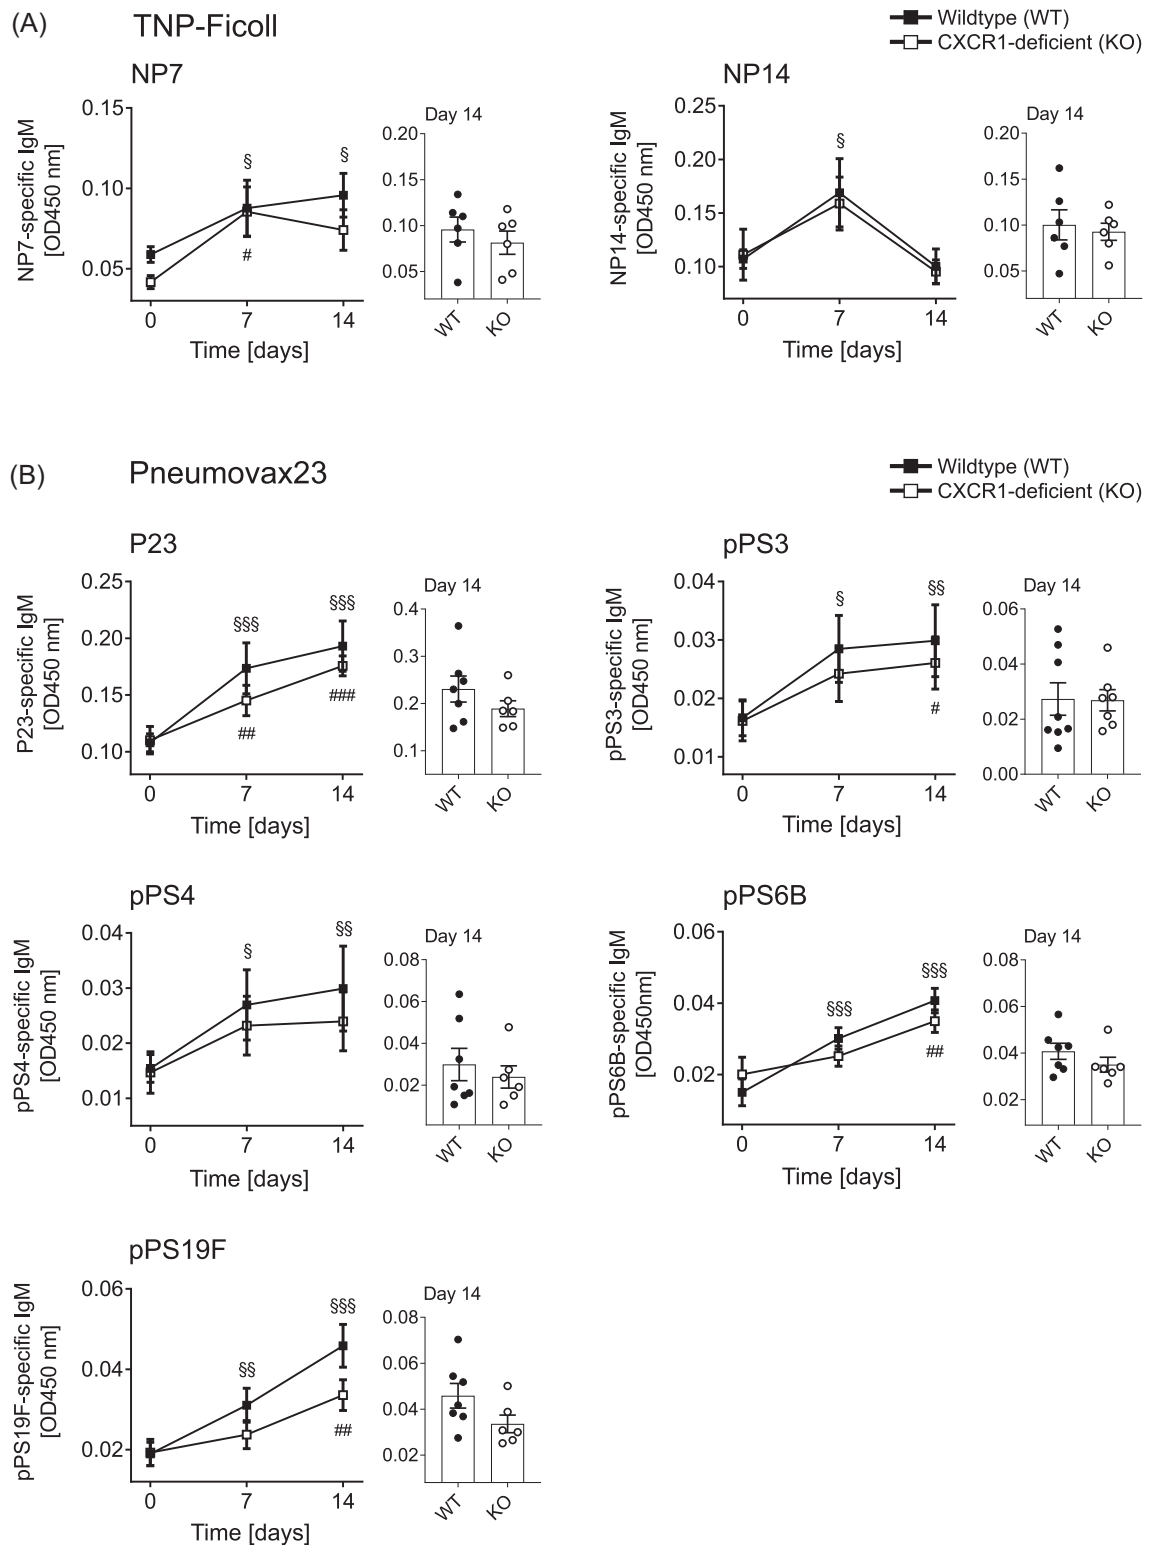 (A)
TNP-Ficoll
Wildtype (WT)
CXCR1-deficient (KO)
NP7
NP7-specific IgM
[OD450 nm]
0.15
0.10
0.05
§
§
#
0
7
14
Time [days]
Day 14
0.20
0.15
0.10
0.05
WT
KO
NP14
NP14-specific IgM
[OD450 nm]
0.25
0.20
0.15
0.10
§
0
7
14
Time [days]
Day 14
0.20
0.15
0.10
0.05
WT
KO
(B)
Pneumovax23
Wildtype (WT)
CXCR1-deficient (KO)
P23
P23-specific IgM
[OD450 nm]
0.25
0.20
0.15
0.10
§§§
§§§
##
###
0
7
14
Time [days]
Day 14
0.4
0.3
0.2
0.1
WT
KO
pPS3
pPS3-specific IgM
[OD450 nm]
0.04
0.03
0.02
0.01
§
§§
#
0
7
14
Time [days]
Day 14
0.06
0.04
0.02
0.00
WT
KO
pPS4
pPS4-specific IgM
[OD450 nm]
0.04
0.03
0.02
0.01
§
§§
0
7
14
Time [days]
Day 14
0.08
0.06
0.04
0.02
WT
KO
pPS6B
pPS6B-specific IgM
[OD450nm]
0.06
0.04
0.02
§§§
§§§
##
0
7
14
Time [days]
Day 14
0.08
0.06
0.04
0.02
WT
KO
pPS19F
pPS19F-specific IgM
[OD450 nm]
0.06
0.04
0.02
§§
§§§
##
0
7
14
Time [days]
Day 14
0.08
0.06
0.04
0.02
WT
KO